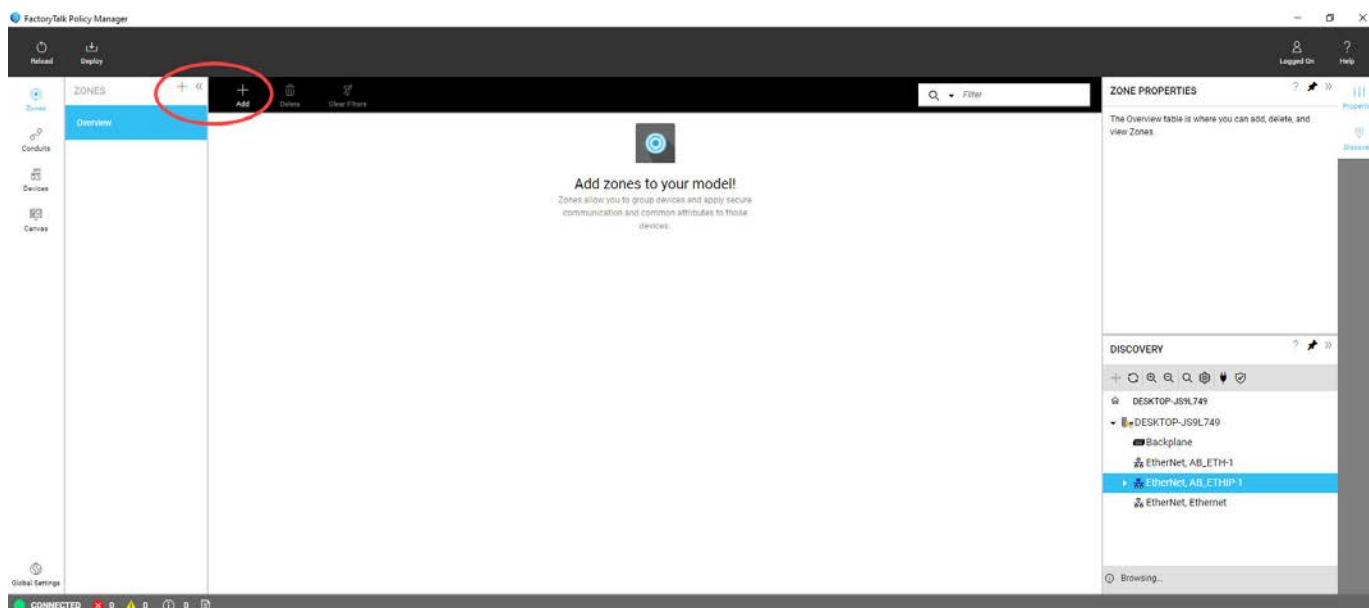 FactoryTalk Policy Manager
Reload
Deploy
Logged On
Help
Zones
Conduits
Devices
Canvas
Global Settings
ZONES
Overview
Add
Delete
Clear Filters
Filter
Add zones to your model!
Zones allow you to group devices and apply secure
communication and common attributes to those
devices.
ZONE PROPERTIES
The Overview table is where you can add, delete, and
view Zones.
Properti
Discove
DISCOVERY
DESKTOP-JS9L749
DESKTOP-JS9L749
Backplane
EtherNet, AB_ETH-1
EtherNet, AB_ETHIP-1
EtherNet, Ethernet
Browsing...
CONNECTED 0 0 0